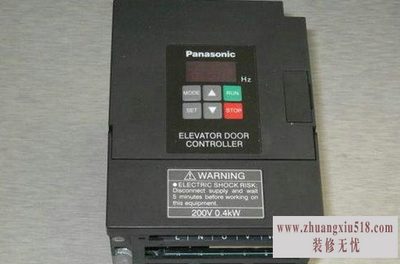 Panasonic
Hz
MODE ▲ RUN
SET ▼ STOP
ELEVATOR DOOR
CONTROLLER
⚠ WARNING
● ELECTRIC SHOCK RISK
Disconnect supply and wait
5 minutes before working on
this equipment.
200V 0.4kW
L N U V W
www.zhuangxiu518.com
装修无忧